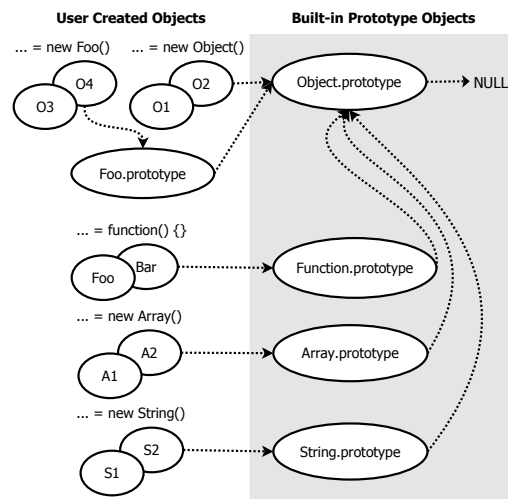 User Created Objects
Built-in Prototype Objects
... = new Foo()
... = new Object()
O4
O3
O2
O1
Object.prototype
NULL
Foo.prototype
... = function() {}
Bar
Foo
Function.prototype
... = new Array()
A2
A1
Array.prototype
... = new String()
S2
S1
String.prototype